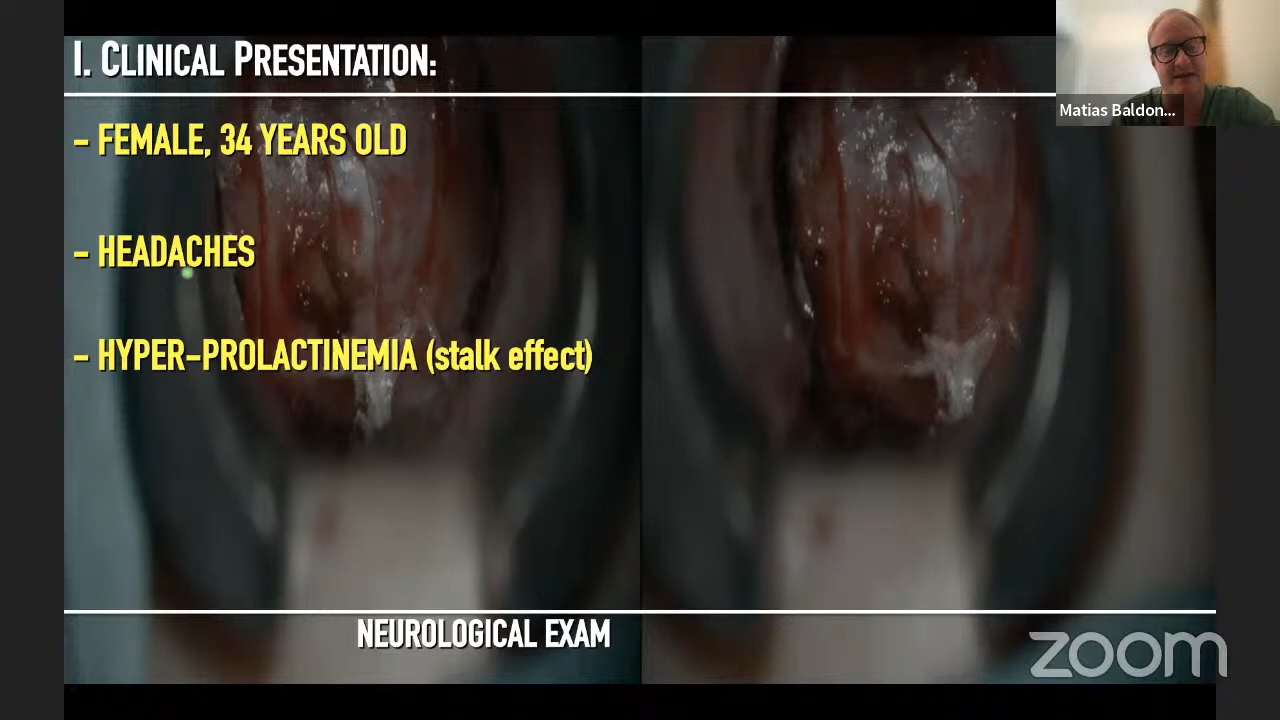 I. CLINICAL PRESENTATION:
Matias Baldon...
- FEMALE, 34 YEARS OLD
- HEADACHES
- HYPER-PROLACTINEMIA (stalk effect)
NEUROLOGICAL EXAM
zoom